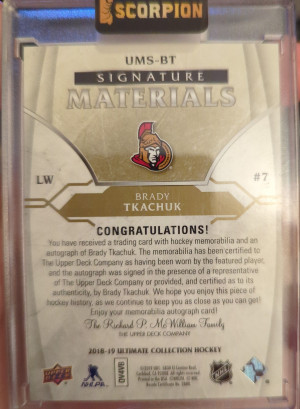 SCORPION
UMS-BT
SIGNATURE
MATERIALS
LW
#7
BRADY
TKACHUK
CONGRATULATIONS!
You have received a trading card with hockey memorabilia and an
autograph of Brady Tkachuk. The memorabilia has been certified to
The Upper Deck Company as having been worn by the featured player,
and the autograph was signed in the presence of a representative
of The Upper Deck Company or provided, and certified as to its
authenticity, by Brady Tkachuk. We hope you enjoy this piece of
hockey history, as we continue to keep you as close as you can get!
Enjoy your memorabilia autograph card!
The Richard P. McWilliam Family
THE UPPER DECK COMPANY
2018-19 ULTIMATE COLLECTION HOCKEY
UPPER DECK
NHLPA
NHL